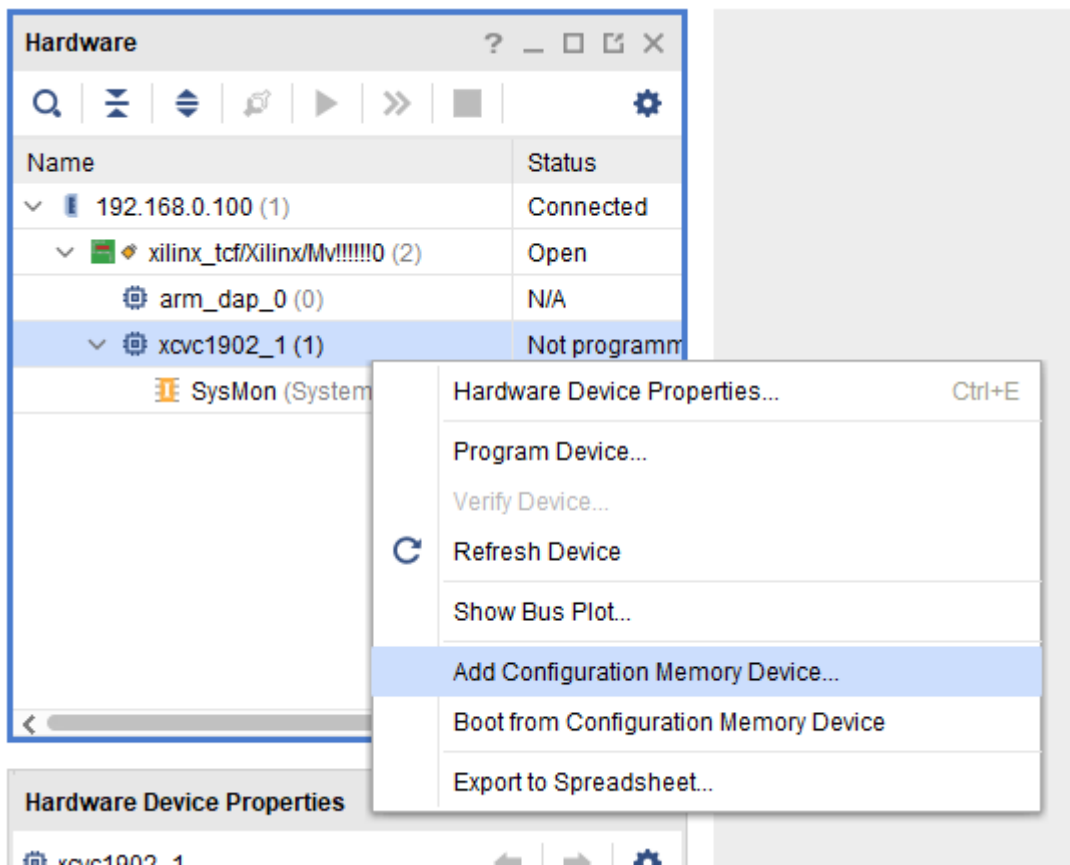 Hardware
Name Status
192.168.0.100 (1) Connected
xilinx_tcf/Xilinx/Mv!!!!!!0 (2) Open
arm_dap_0 (0) N/A
xcvc1902_1 (1) Not programm
SysMon (System
Hardware Device Properties... Ctrl+E
Program Device...
Verify Device...
Refresh Device
Show Bus Plot...
Add Configuration Memory Device...
Boot from Configuration Memory Device
Export to Spreadsheet...
Hardware Device Properties
xcvc1902_1